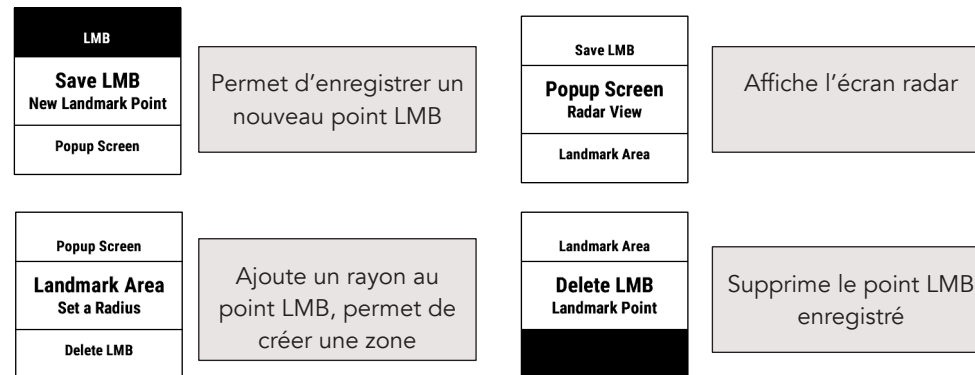 LMB
Save LMB
New Landmark Point
Popup Screen
Permet d’enregistrer un
nouveau point LMB
Save LMB
Popup Screen
Radar View
Landmark Area
Affiche l’écran radar
Popup Screen
Landmark Area
Set a Radius
Delete LMB
Ajoute un rayon au
point LMB, permet de
créer une zone
Landmark Area
Delete LMB
Landmark Point
Supprime le point LMB
enregistré